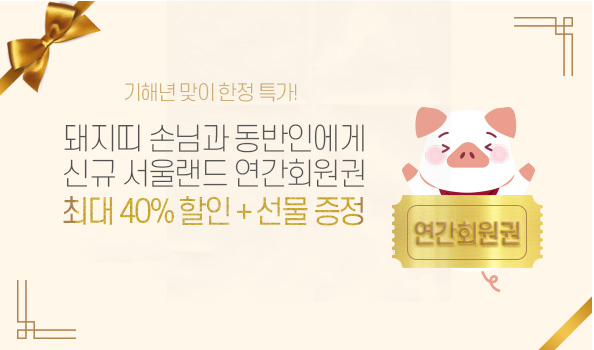 기해년 맞이 한정 특가!
돼지띠 손님과 동반인에게
신규 서울랜드 연간회원권
최대 40% 할인 + 선물 증정
연간회원권